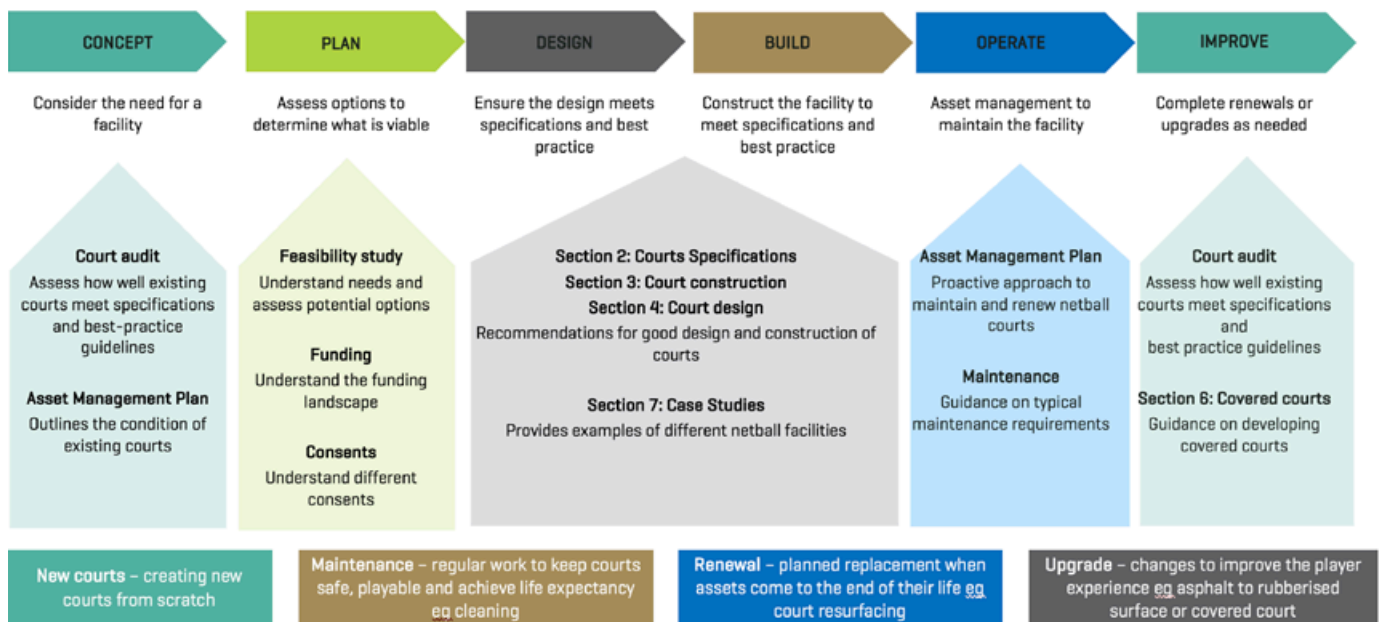 CONCEPT
PLAN
DESIGN
BUILD
OPERATE
IMPROVE
Consider the need for a
facility
Assess options to
determine what is viable
Ensure the design meets
specifications and best
practice
Construct the facility to
meet specifications and
best practice
Asset management to
maintain the facility
Complete renewals or
upgrades as needed
Court audit
Assess how well existing
courts meet specifications
and best-practice
guidelines
Asset Management Plan
Outlines the condition of
existing courts
Feasibility study
Understand needs and
assess potential options
Funding
Understand the funding
landscape
Consents
Understand different
consents
Section 2: Courts Specifications
Section 3: Court construction
Section 4: Court design
Recommendations for good design and construction of
courts
Section 7: Case Studies
Provides examples of different netball facilities
Asset Management Plan
Proactive approach to
maintain and renew netball
courts
Maintenance
Guidance on typical
maintenance requirements
Court audit
Assess how well existing
courts meet specifications
and
best practice guidelines
Section 6: Covered courts
Guidance on developing
covered courts
New courts – creating new
courts from scratch
Maintenance – regular work to keep courts
safe, playable and achieve life expectancy
eg cleaning
Renewal – planned replacement when
assets come to the end of their life eg
court resurfacing
Upgrade – changes to improve the player
experience eg asphalt to rubberised
surface or covered court